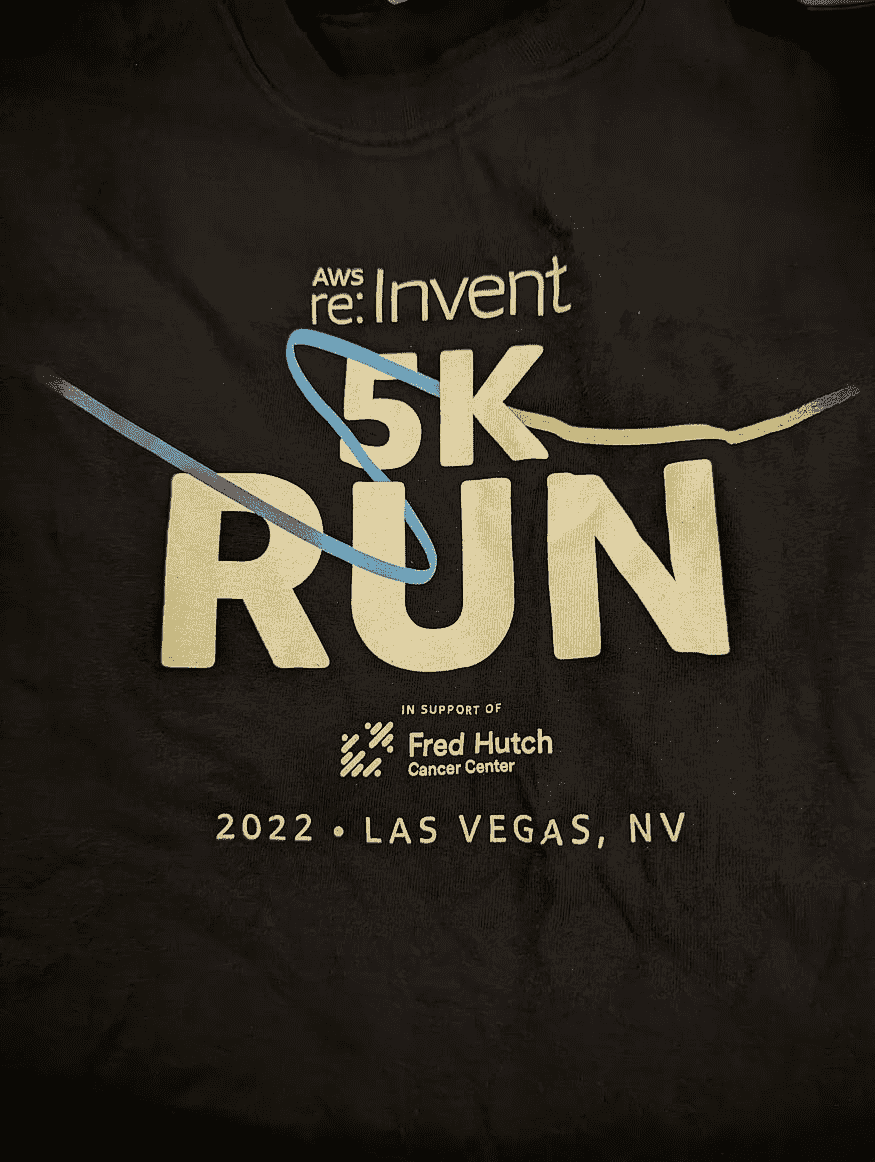 AWS
re:Invent
5K
RUN
IN SUPPORT OF
Fred Hutch
Cancer Center
2022 • LAS VEGAS, NV